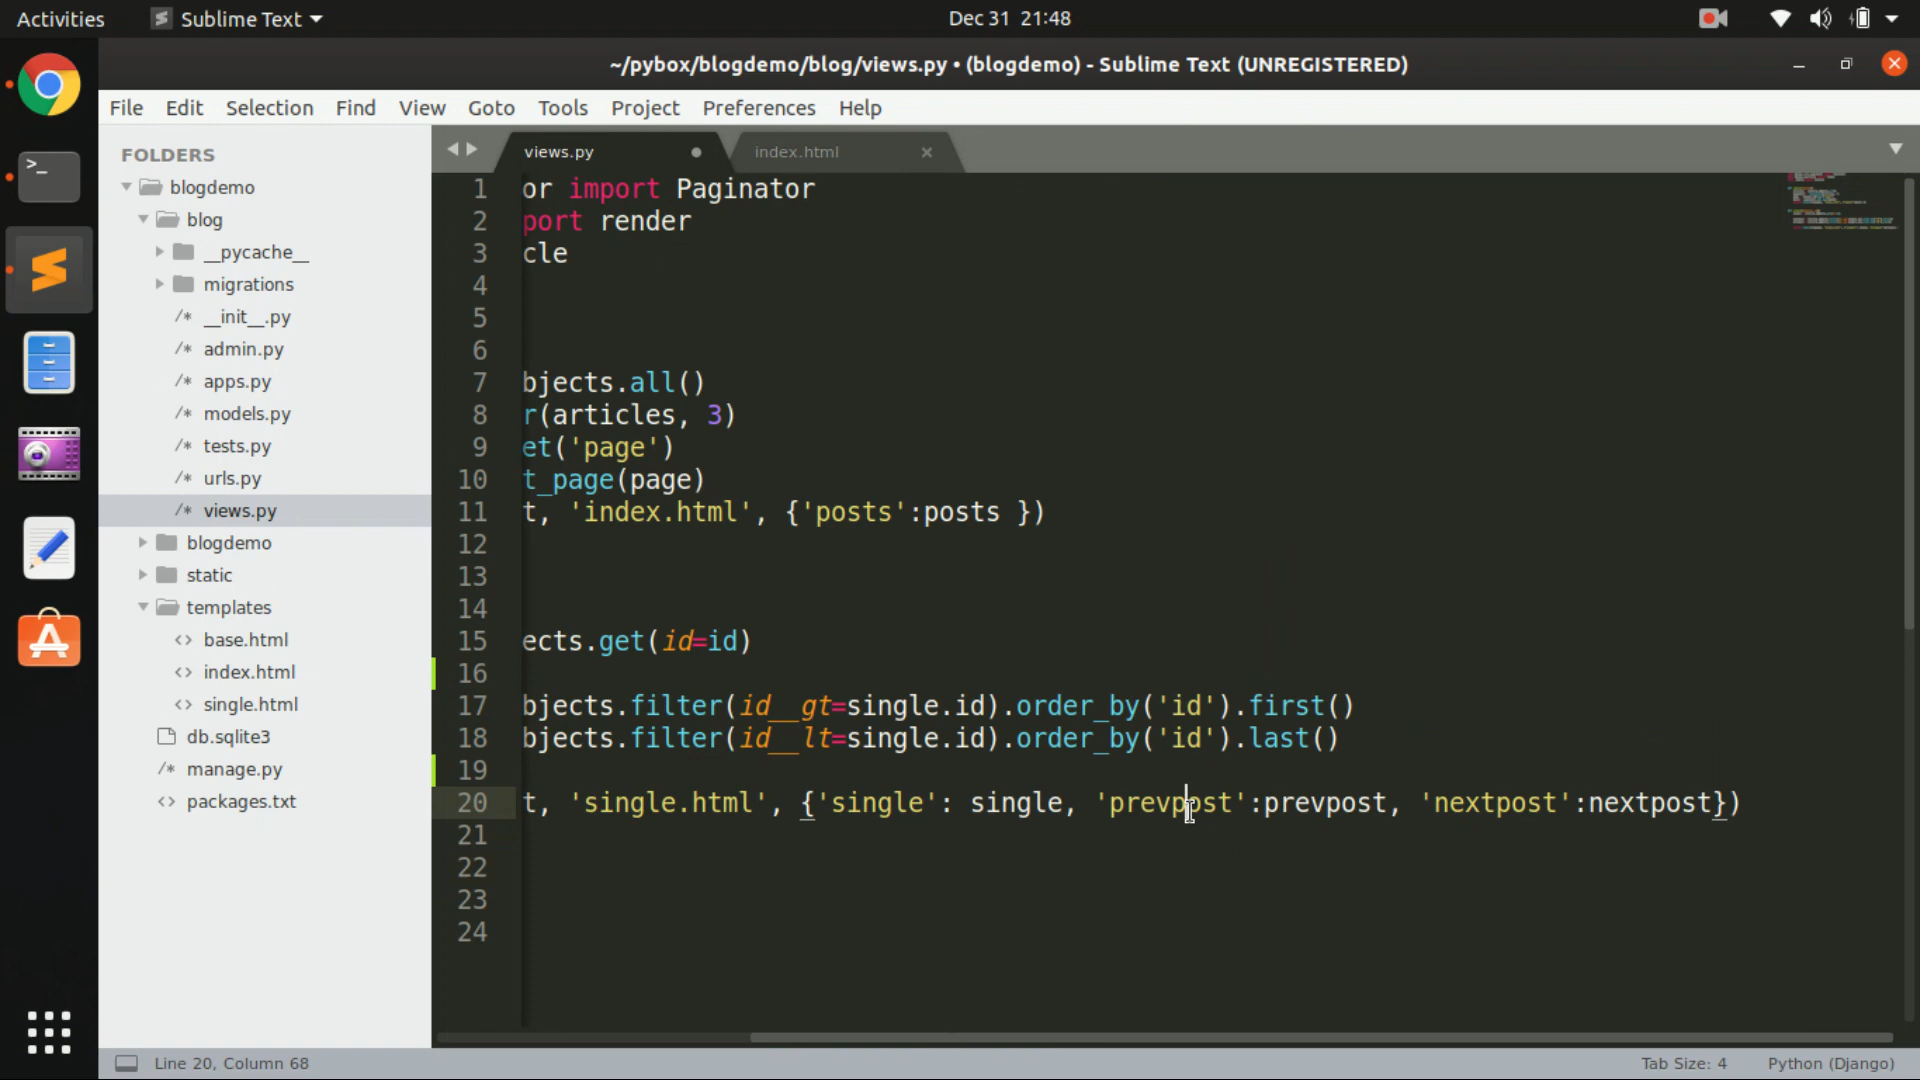 Activities
Sublime Text
Dec 31 21:48
~/pybox/blogdemo/blog/views.py • (blogdemo) - Sublime Text (UNREGISTERED)
File Edit Selection Find View Goto Tools Project Preferences Help
FOLDERS
blogdemo
blog
__pycache__
migrations
/* __init__.py
/* admin.py
/* apps.py
/* models.py
/* tests.py
/* urls.py
/* views.py
blogdemo
static
templates
<> base.html
<> index.html
<> single.html
db.sqlite3
/* manage.py
<> packages.txt
views.py
index.html
1 or import Paginator
2 port render
3 cle
4
5
6
7 bjects.all()
8 r(articles, 3)
9 et('page')
10 t_page(page)
11 t, 'index.html', {'posts':posts })
12
13
14
15 ects.get(id=id)
16
17 bjects.filter(id__gt=single.id).order_by('id').first()
18 bjects.filter(id__lt=single.id).order_by('id').last()
19
20 t, 'single.html', {'single': single, 'prevpost':prevpost, 'nextpost':nextpost})
21
22
23
24
Line 20, Column 68
Tab Size: 4
Python (Django)